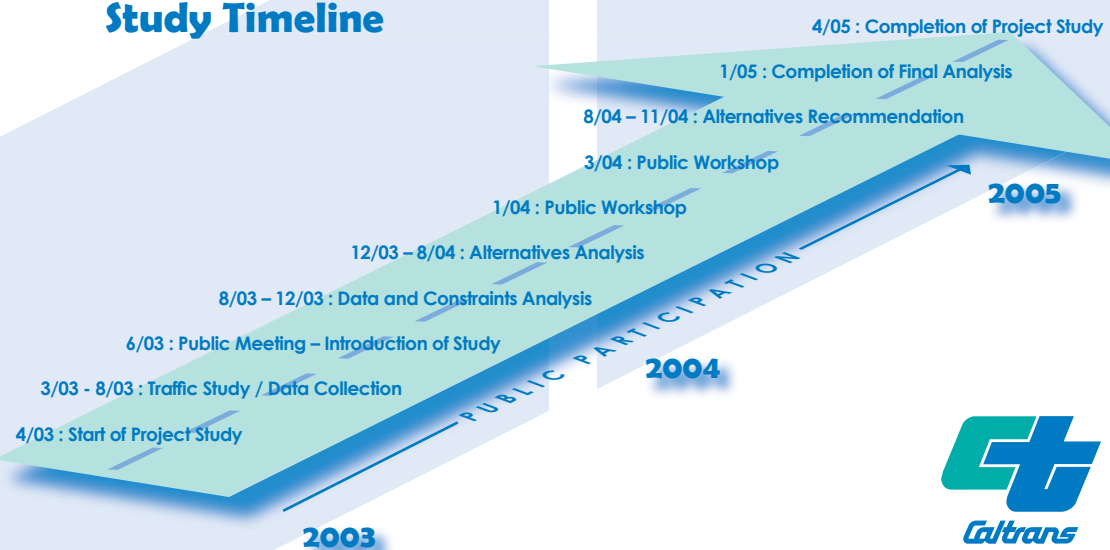 Study Timeline
4/05 : Completion of Project Study
1/05 : Completion of Final Analysis
8/04 – 11/04 : Alternatives Recommendation
3/04 : Public Workshop
1/04 : Public Workshop
12/03 – 8/04 : Alternatives Analysis
8/03 – 12/03 : Data and Constraints Analysis
6/03 : Public Meeting – Introduction of Study
3/03 - 8/03 : Traffic Study / Data Collection
4/03 : Start of Project Study
PUBLIC PARTICIPATION
2005
2004
2003
ct
Caltrans